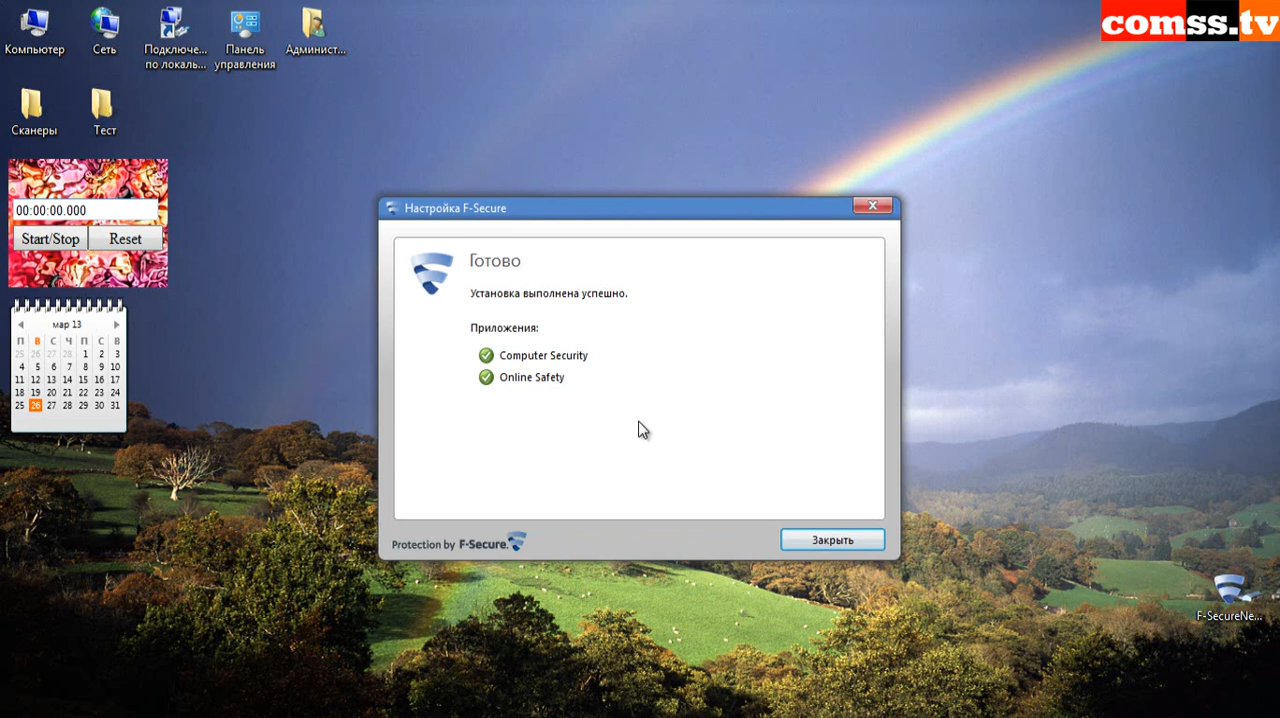 comss.tv
Компьютер
Сеть
Подключе...
по локаль...
Панель
управления
Админист...
Сканеры
Тест
00:00:00.000
Start/Stop
Reset
мар 13
П В С Ч П С В
25 26 27 28 1 2 3
4 5 6 7 8 9 10
11 12 13 14 15 16 17
18 19 20 21 22 23 24
25 26 27 28 29 30 31
Настройка F-Secure
Готово
Установка выполнена успешно.
Приложения:
Computer Security
Online Safety
Protection by F-Secure.
Закрыть
F-SecureNe...